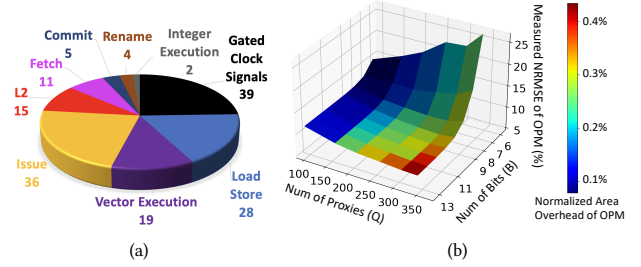 Commit
5
Rename
4
Integer
Execution
2
Gated
Clock
Signals
39
Fetch
11
L2
15
Issue
36
Vector Execution
19
Load
Store
28
(a)
100
150
200
250
300
350
Num of Proxies (Q)
13
11
9
8
7
6
Num of Bits (B)
5
10
15
20
25
Measured NRMSE of OPM (%)
0.4%
0.3%
0.2%
0.1%
Normalized Area
Overhead of OPM
(b)